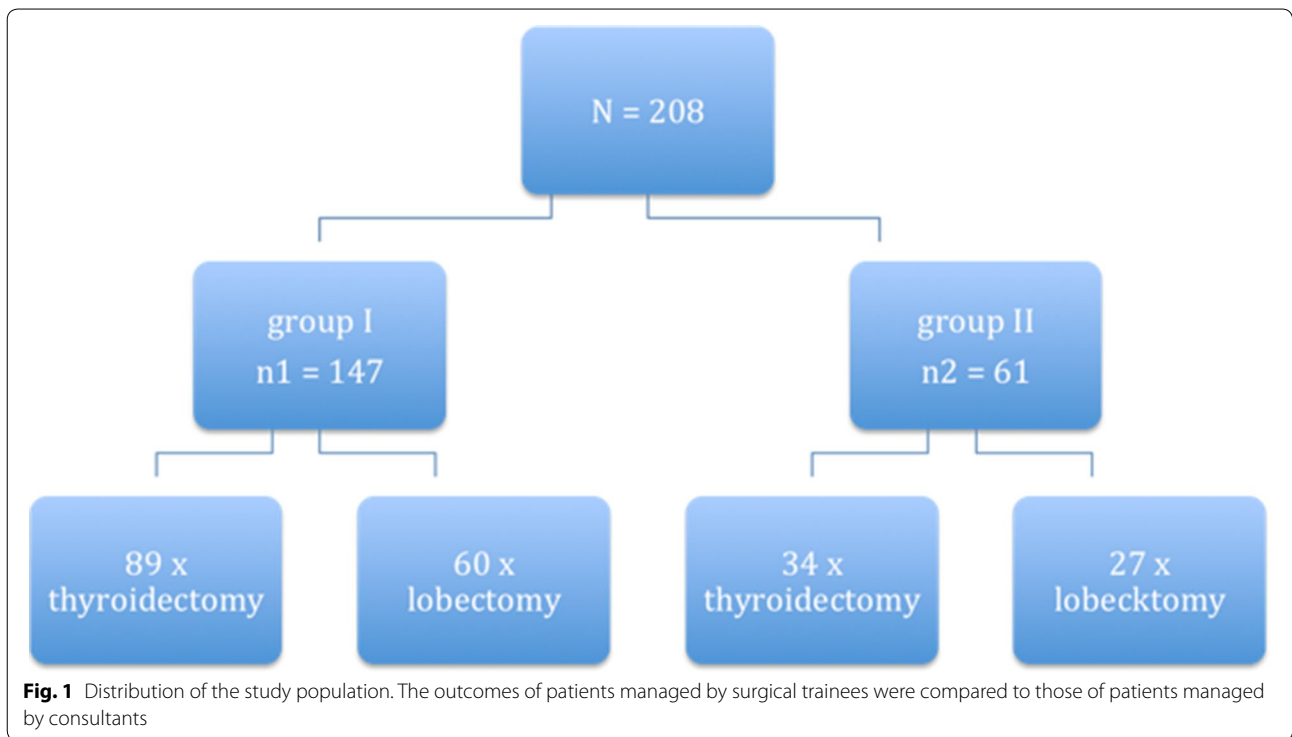 N = 208
group I
n1 = 147
group II
n2 = 61
89 x
thyroidectomy
60 x
lobectomy
34 x
thyroidectomy
27 x
lobecktomy
Fig. 1 Distribution of the study population. The outcomes of patients managed by surgical trainees were compared to those of patients managed
by consultants